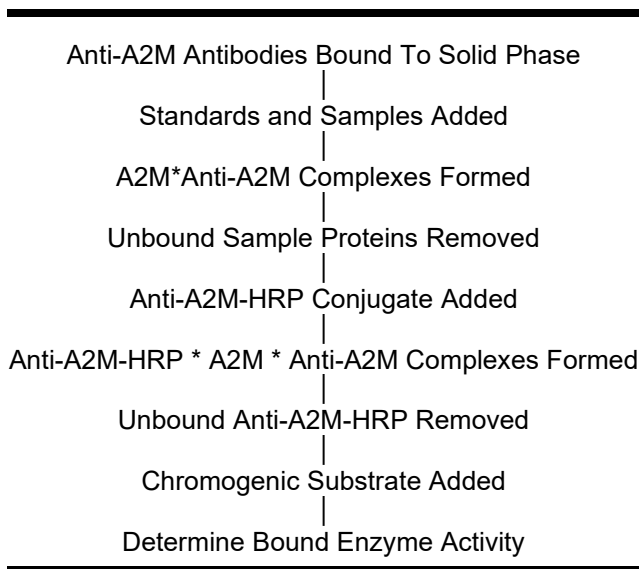 Anti-A2M Antibodies Bound To Solid Phase
Standards and Samples Added
A2M*Anti-A2M Complexes Formed
Unbound Sample Proteins Removed
Anti-A2M-HRP Conjugate Added
Anti-A2M-HRP * A2M * Anti-A2M Complexes Formed
Unbound Anti-A2M-HRP Removed
Chromogenic Substrate Added
Determine Bound Enzyme Activity